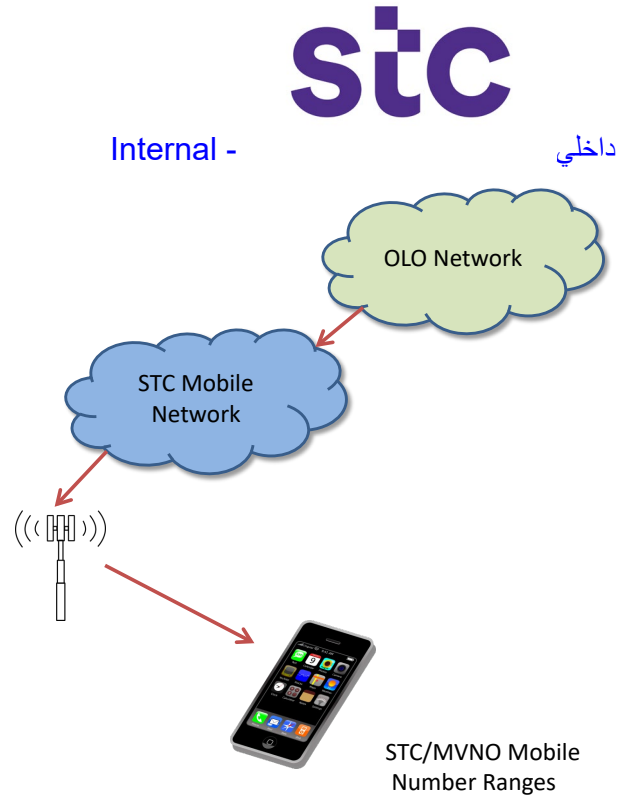 stc
Internal - داخلي
OLO Network
STC Mobile
Network
STC/MVNO Mobile
Number Ranges